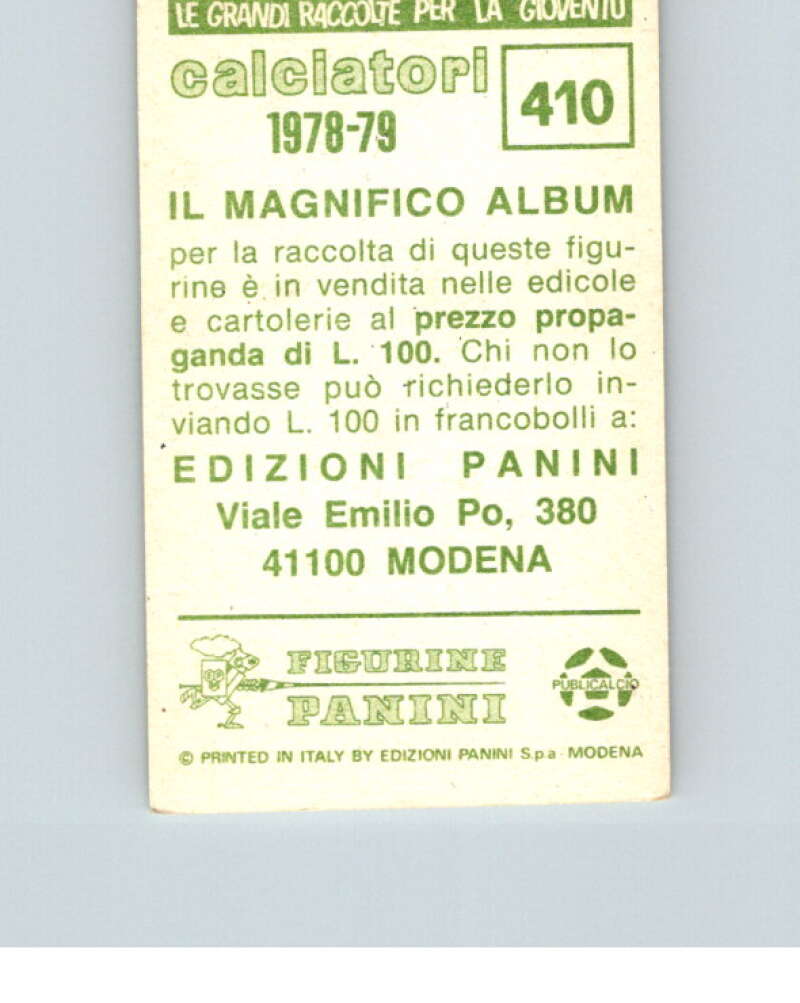 LE GRANDI RACCOLTE PER LA GIOVENTÙ
calciatori
1978-79
410
IL MAGNIFICO ALBUM
per la raccolta di queste figu-
rine è in vendita nelle edicole
e cartolerie al prezzo propa-
ganda di L. 100. Chi non lo
trovasse può richiederlo in-
viando L. 100 in francobolli a:
EDIZIONI PANINI
Viale Emilio Po, 380
41100 MODENA
FIGURINE
PANINI
PUBLICALCIO
© PRINTED IN ITALY BY EDIZIONI PANINI S.p.a - MODENA